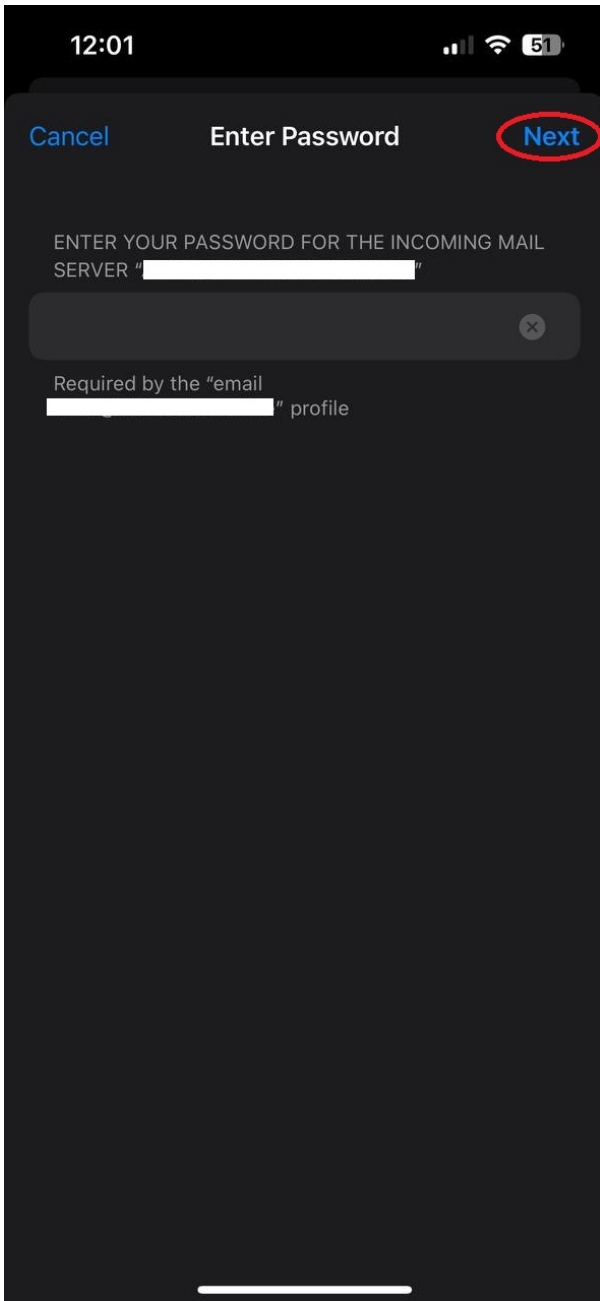 12:01
51
Cancel
Enter Password
Next
ENTER YOUR PASSWORD FOR THE INCOMING MAIL
SERVER “ ”
Required by the “email
” profile